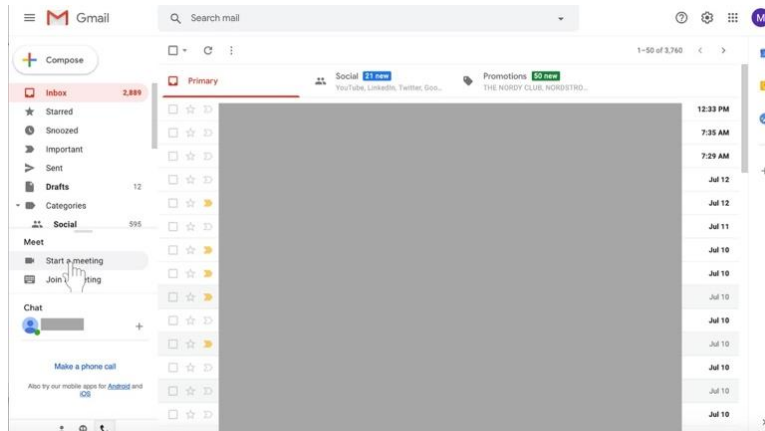 Gmail
Search mail
M
Compose
1–50 of 3,760
Primary
Social 21 new
YouTube, LinkedIn, Twitter, Goo...
Promotions 50 new
THE NORDY CLUB, NORDSTRO...
Inbox 2,889
Starred
Snoozed
Important
Sent
Drafts 12
Categories
Social 595
Meet
Start a meeting
Join
Chat
Make a phone call
Also try our mobile apps for Android and
iOS
12:33 PM
7:35 AM
7:29 AM
Jul 12
Jul 12
Jul 11
Jul 10
Jul 10
Jul 10
Jul 10
Jul 10
Jul 10
Jul 10
Jul 10